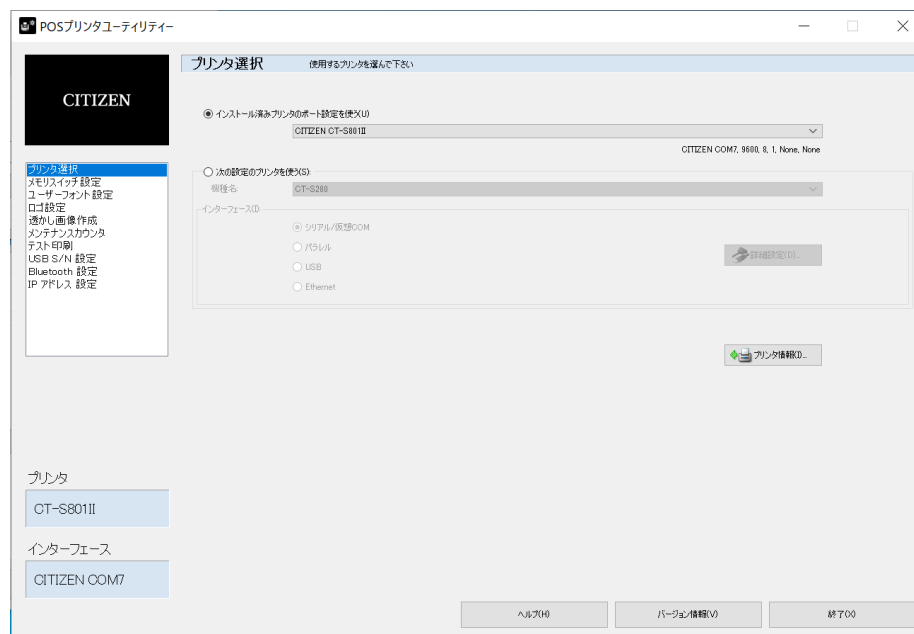 POSプリンタユーティリティー
CITIZEN
プリンタ選択 使用するプリンタを選んで下さい
インストール済みプリンタのポート設定を使う(U)
CITIZEN CT-S801II
CITIZEN COM7, 9600, 8, 1, None, None
プリンタ選択
メモリスイッチ設定
ユーザーフォント設定
ロゴ設定
透かし画像作成
メンテナンスカウンタ
テスト印刷
USB S/N 設定
Bluetooth 設定
IP アドレス 設定
次の設定のプリンタを使う(S):
機種名: CT-S280
インターフェース(I)
シリアル/仮想COM
パラレル
USB
Ethernet
詳細設定(D)...
プリンタ情報(I)...
プリンタ
CT-S801II
インターフェース
CITIZEN COM7
ヘルプ(H) バージョン情報(V) 終了(X)